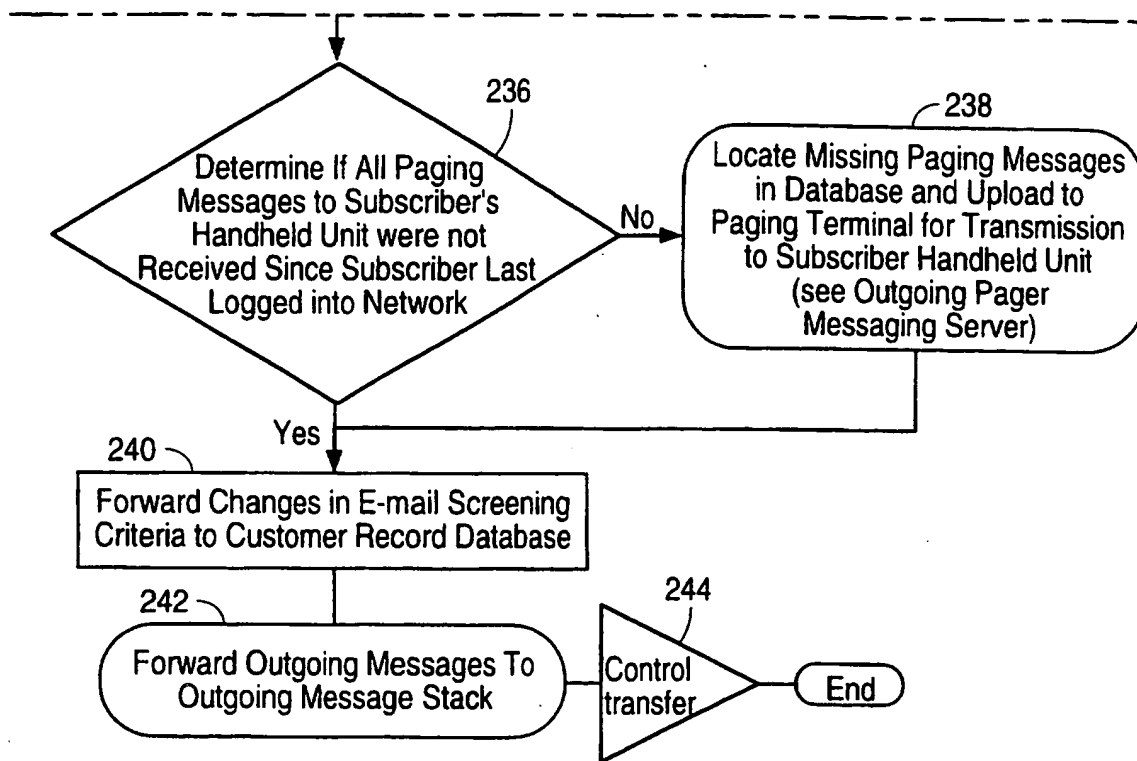 236
Determine If All Paging
Messages to Subscriber's
Handheld Unit were not
Received Since Subscriber Last
Logged into Network
No
238
Locate Missing Paging Messages
in Database and Upload to
Paging Terminal for Transmission
to Subscriber Handheld Unit
(see Outgoing Pager
Messaging Server)
Yes
240
Forward Changes in E-mail Screening
Criteria to Customer Record Database
242
Forward Outgoing Messages To
Outgoing Message Stack
244
Control
transfer
End